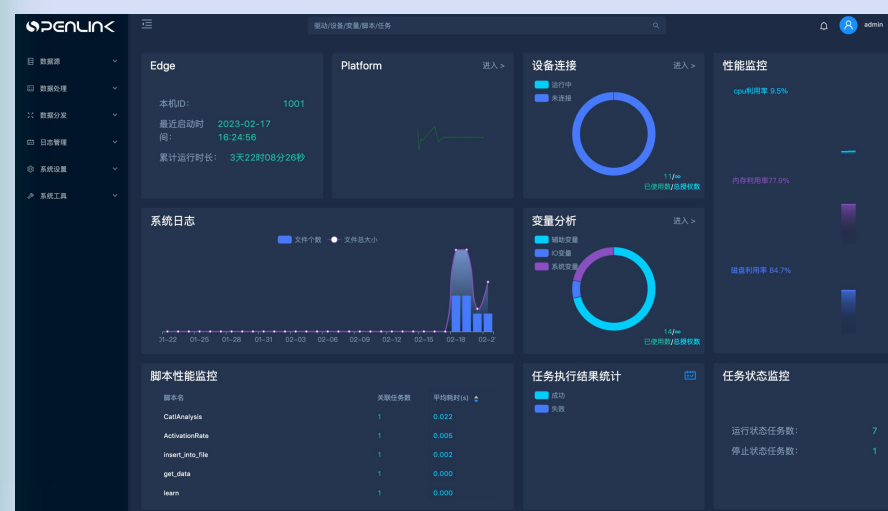 OPENLINK
驱动/设备/变量/脚本/任务
admin
数据源
数据处理
数据分发
日志管理
系统设置
系统工具
Edge
本机ID: 1001
最近启动时间: 2023-02-17 16:24:56
累计运行时长: 3天22时08分26秒
Platform
进入 >
设备连接
进入 >
运行中
未连接
11/∞
已使用数/总授权数
性能监控
cpu利用率 9.5%
内存利用率77.9%
磁盘利用率 84.7%
系统日志
文件个数
文件总大小
01-22 01-25 01-28 01-31 02-03 02-06 02-09 02-12 02-15 02-18 02-2
变量分析
进入 >
辅助变量
IO变量
系统变量
14/∞
已使用数/总授权数
脚本性能监控
脚本名 关联任务数 平均耗时(s)
CatlAnalysis 1 0.022
ActivationRate 1 0.005
insert_into_file 1 0.002
get_data 1 0.000
learn 1 0.000
任务执行结果统计
成功
失败
任务状态监控
运行状态任务数: 7
停止状态任务数: 1